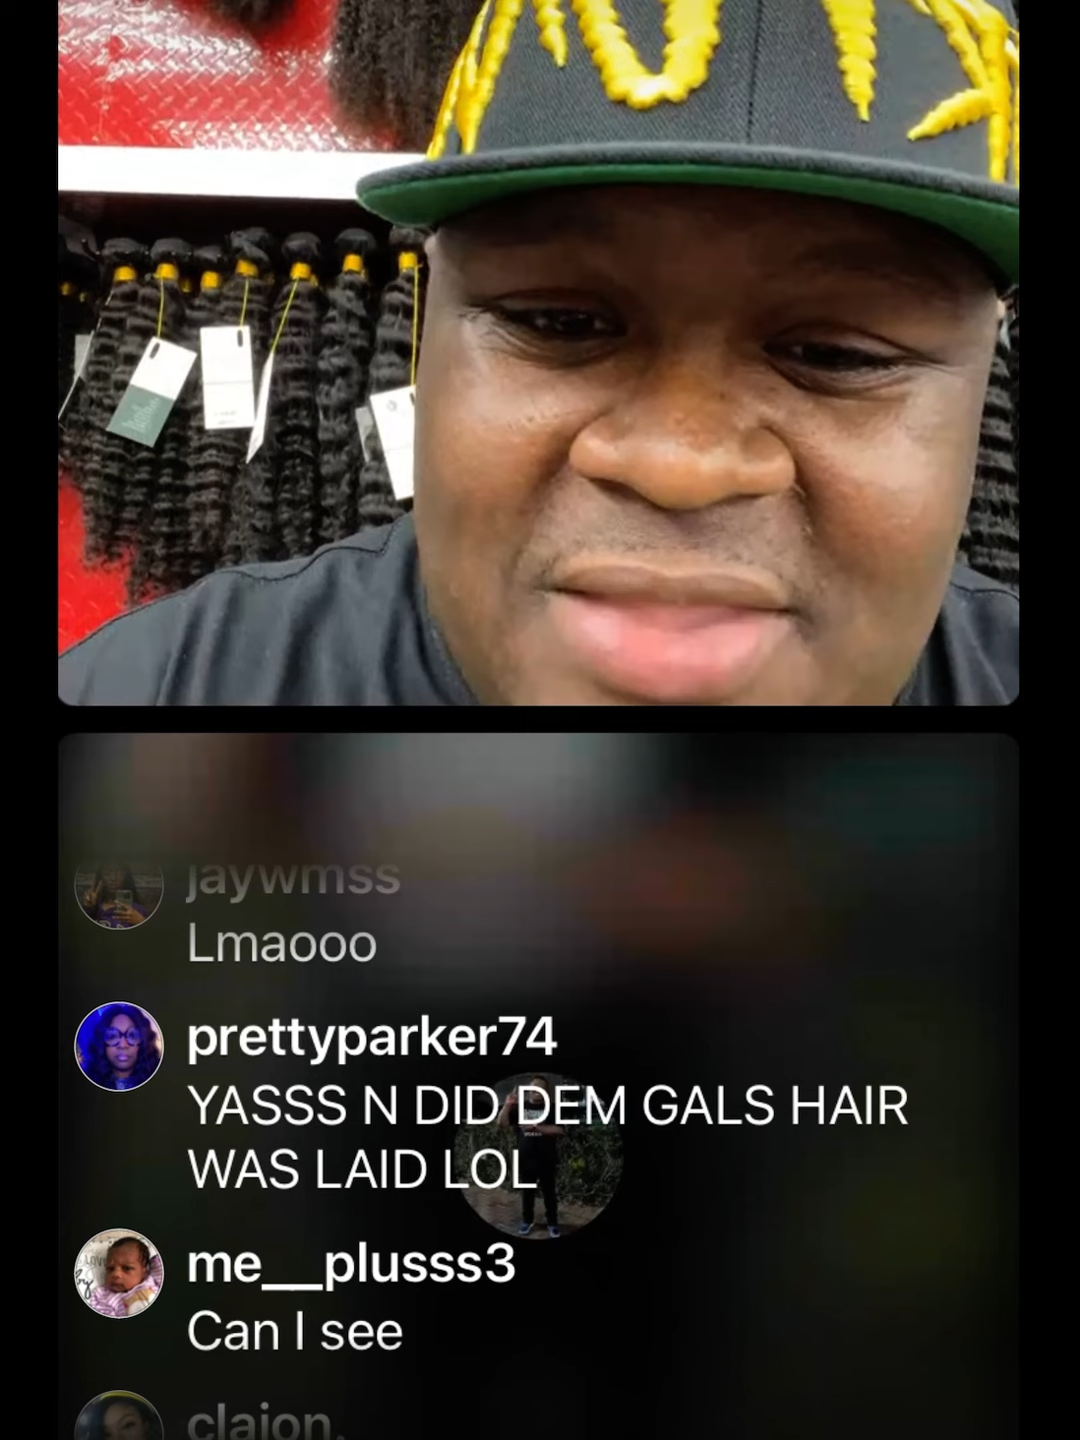 jaywmss
Lmaooo
prettyparker74
YASSS N DID DEM GALS HAIR
WAS LAID LOL
me__plusss3
Can I see